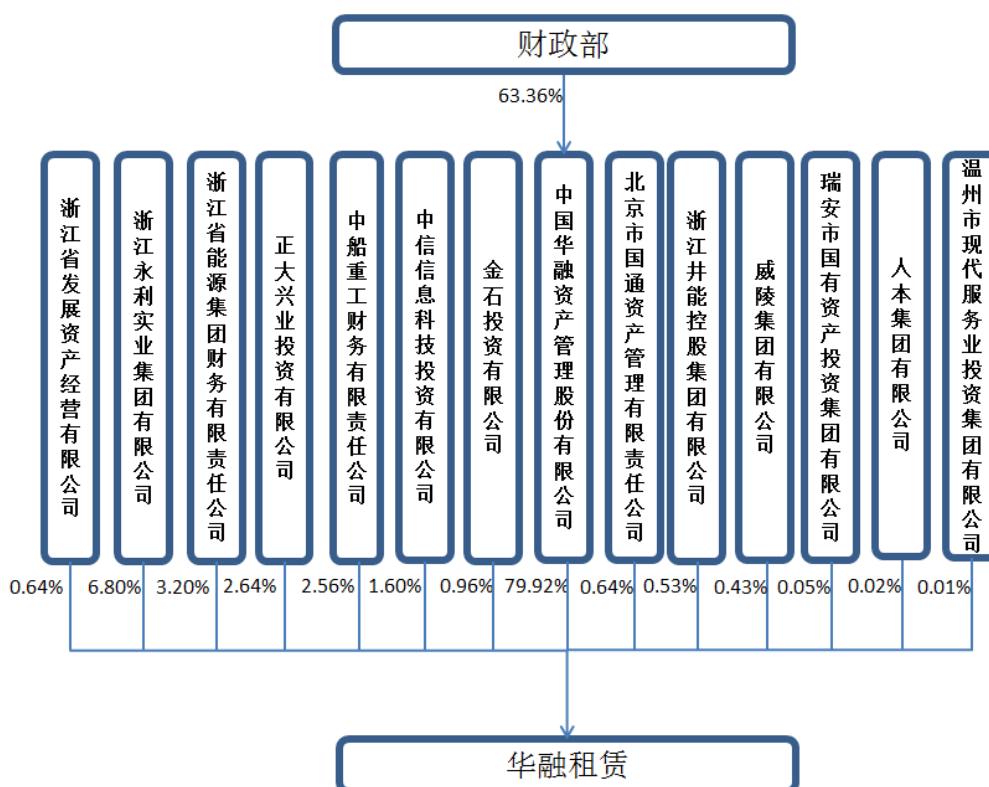 财政部
63.36%
浙江省发展资产经营有限公司
浙江永利实业集团有限公司
浙江省能源集团财务有限责任公司
正大兴业投资有限公司
中船重工财务有限责任公司
中信信息科技投资有限公司
金石投资有限公司
中国华融资产管理股份有限公司
北京市国通资产管理有限责任公司
浙江井能控股集团有限公司
威陵集团有限公司
瑞安市国有资产投资集团有限公司
人本集团有限公司
温州市现代服务业投资集团有限公司
0.64%
6.80%
3.20%
2.64%
2.56%
1.60%
0.96%
79.92%
0.64%
0.53%
0.43%
0.05%
0.02%
0.01%
华融租赁